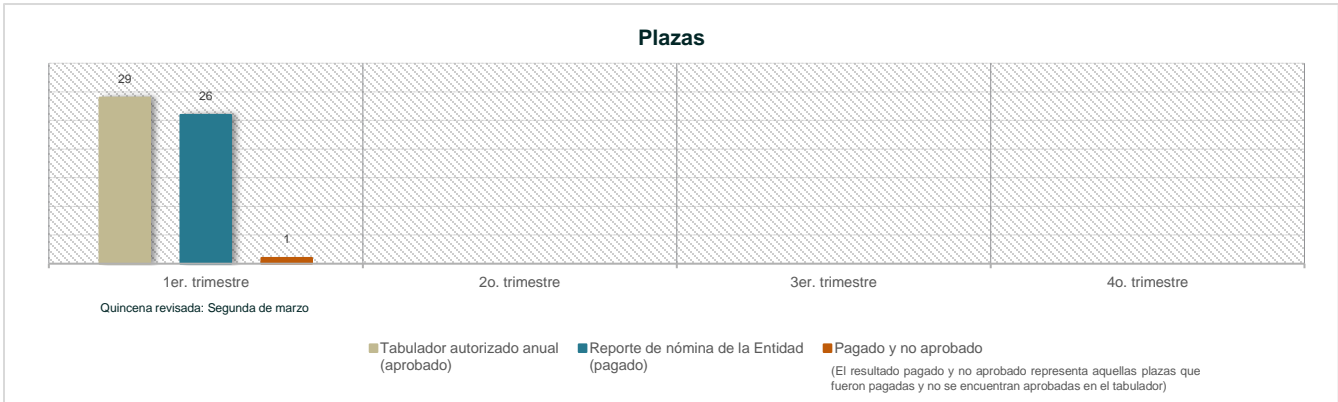 Plazas
29
26
1
1er. trimestre
2o. trimestre
3er. trimestre
4o. trimestre
Quincena revisada: Segunda de marzo
Tabulador autorizado anual
(aprobado)
Reporte de nómina de la Entidad
(pagado)
Pagado y no aprobado
(El resultado pagado y no aprobado representa aquellas plazas que
fueron pagadas y no se encuentran aprobadas en el tabulador)